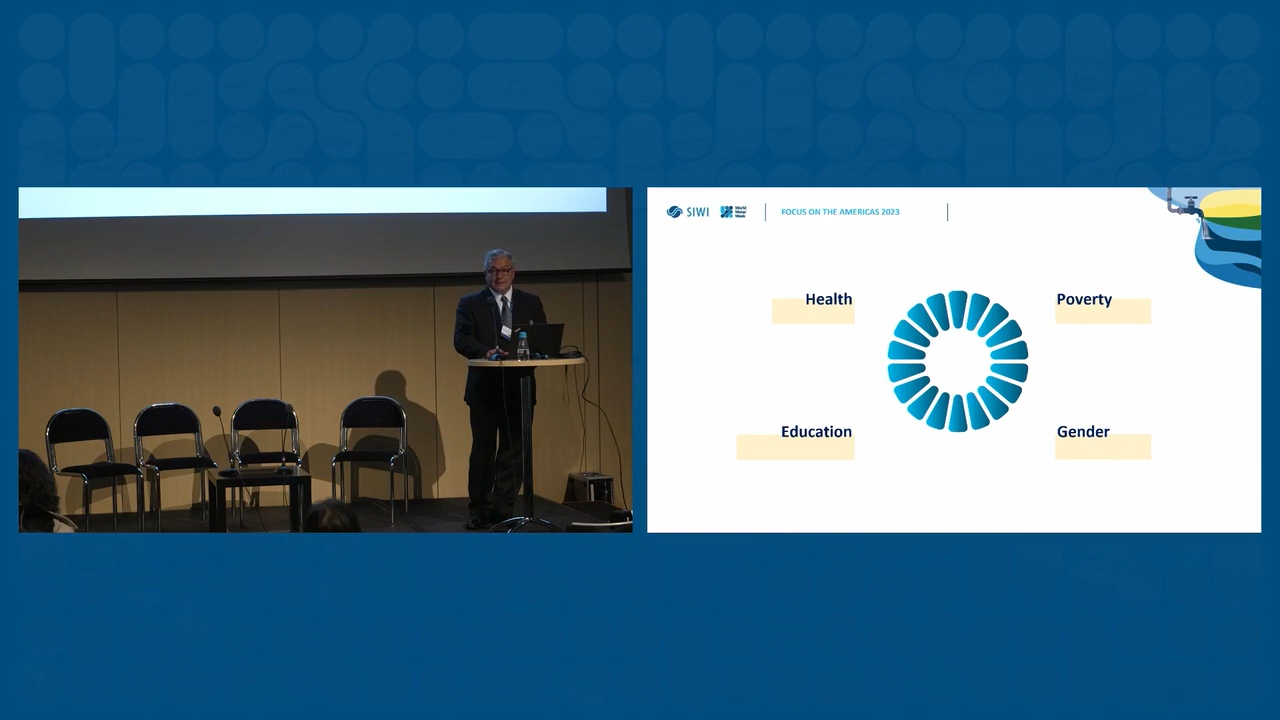 SIWI
World
Water
Week
FOCUS ON THE AMERICAS 2023
Health
Poverty
Education
Gender